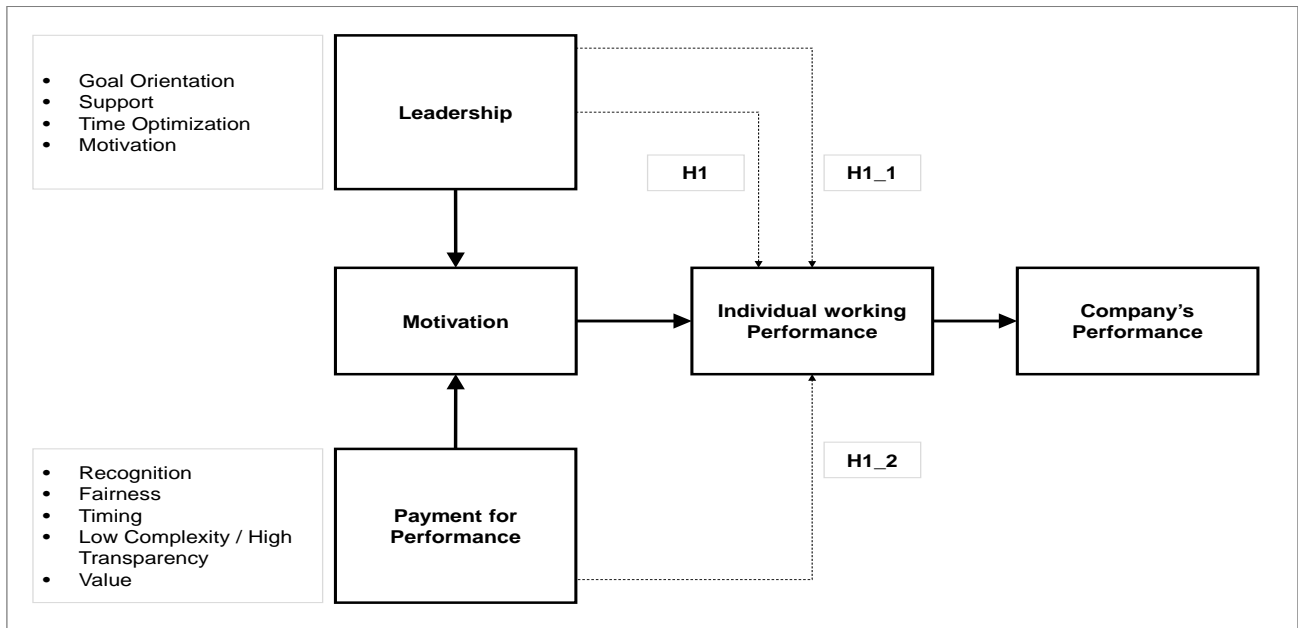 • Goal Orientation
• Support
• Time Optimization
• Motivation
Leadership
H1
H1_1
Motivation
Individual working
Performance
Company’s
Performance
• Recognition
• Fairness
• Timing
• Low Complexity / High
Transparency
• Value
Payment for
Performance
H1_2